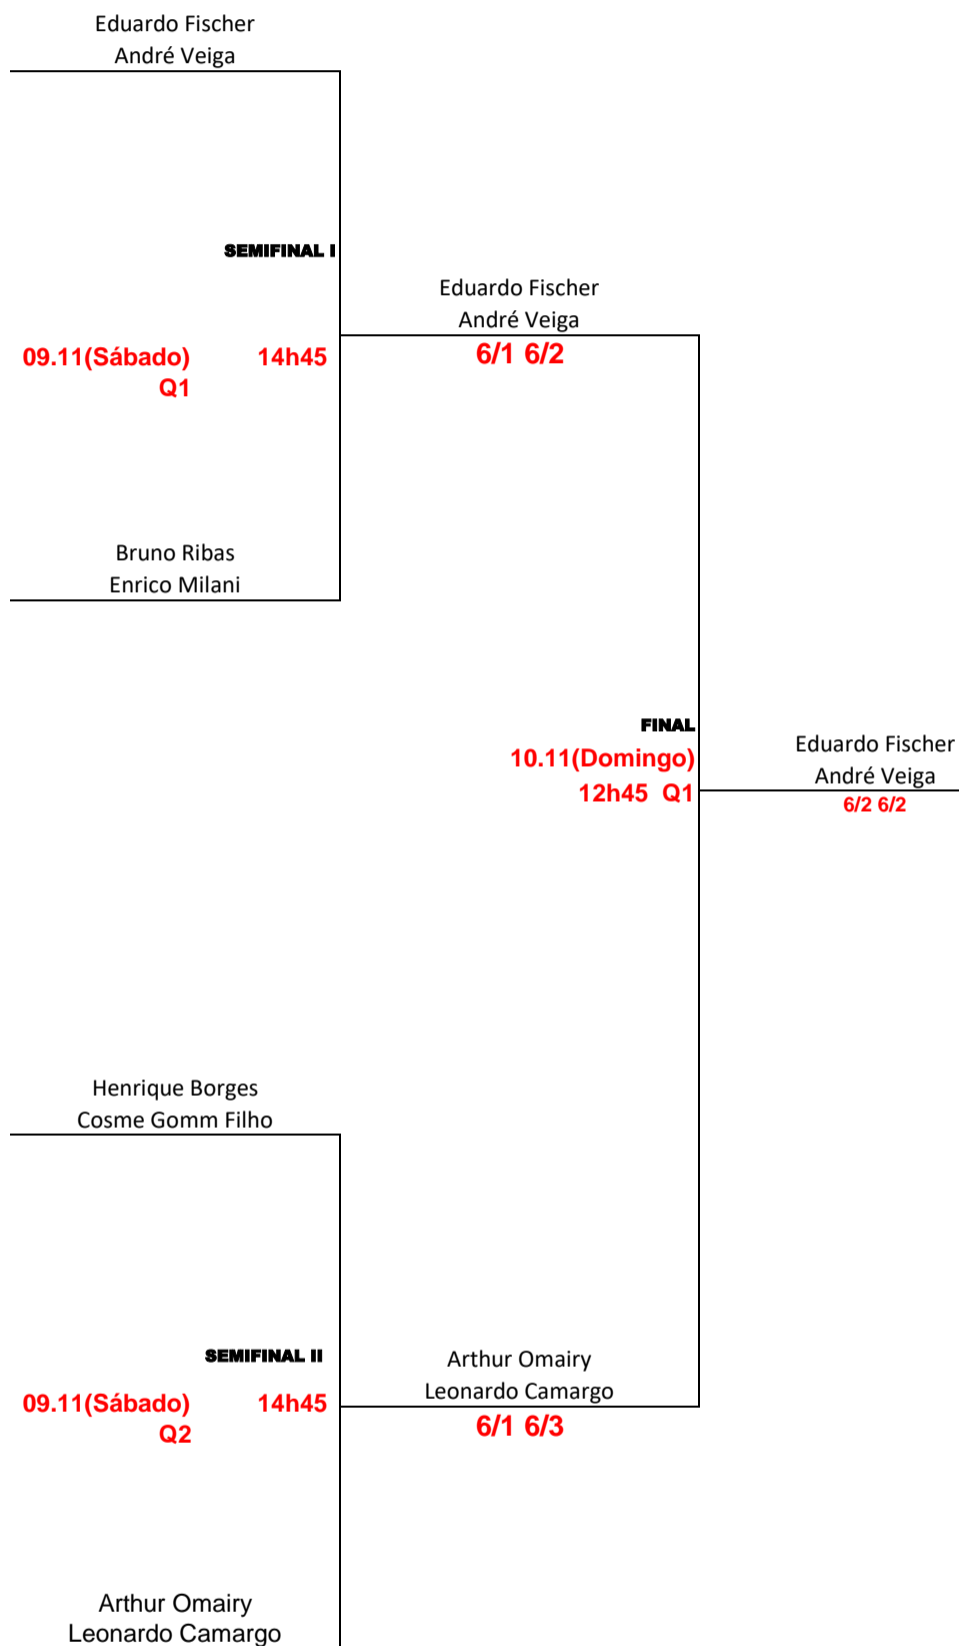 Eduardo Fischer
André Veiga
SEMIFINAL I
09.11(Sábado) 14h45
Q1
Eduardo Fischer
André Veiga
6/1 6/2
Bruno Ribas
Enrico Milani
FINAL
10.11(Domingo)
12h45 Q1
Eduardo Fischer
André Veiga
6/2 6/2
Henrique Borges
Cosme Gomm Filho
SEMIFINAL II
09.11(Sábado) 14h45
Q2
Arthur Omairy
Leonardo Camargo
6/1 6/3
Arthur Omairy
Leonardo Camargo